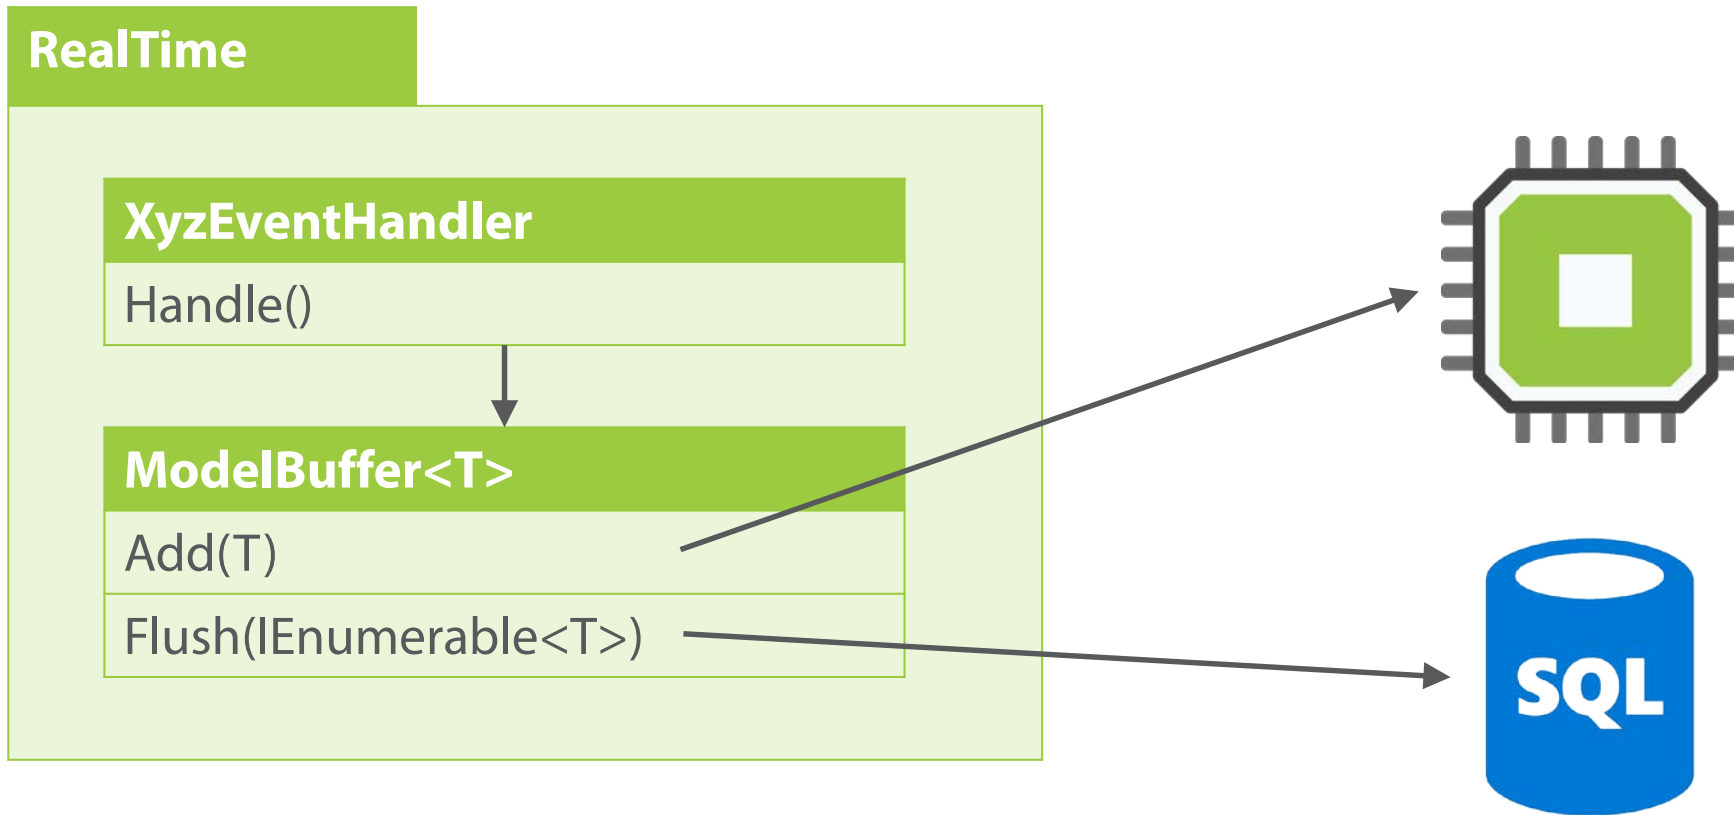 RealTime
XyzEventHandler
Handle()
ModelBuffer<T>
Add(T)
Flush(IEnumerable<T>)
SQL